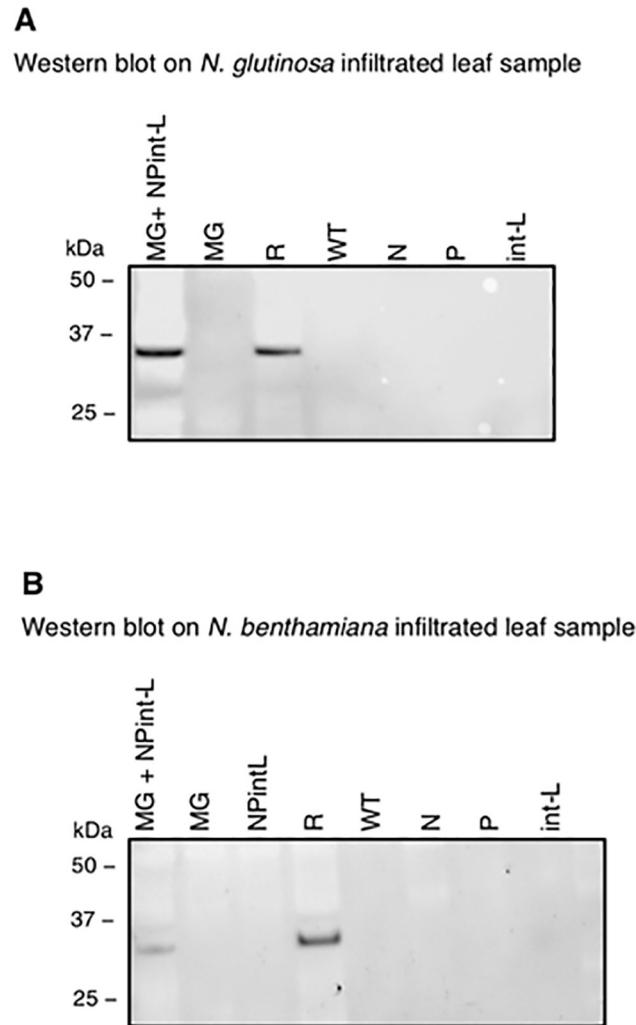 A
Western blot on N. glutinosa infiltrated leaf sample
MG+ NPint-L
MG
R
WT
N
P
int-L
kDa
50 –
37 –
25 –
B
Western blot on N. benthamiana infiltrated leaf sample
MG + NPint-L
MG
NPintL
R
WT
N
P
int-L
kDa
50 –
37 –
25 –